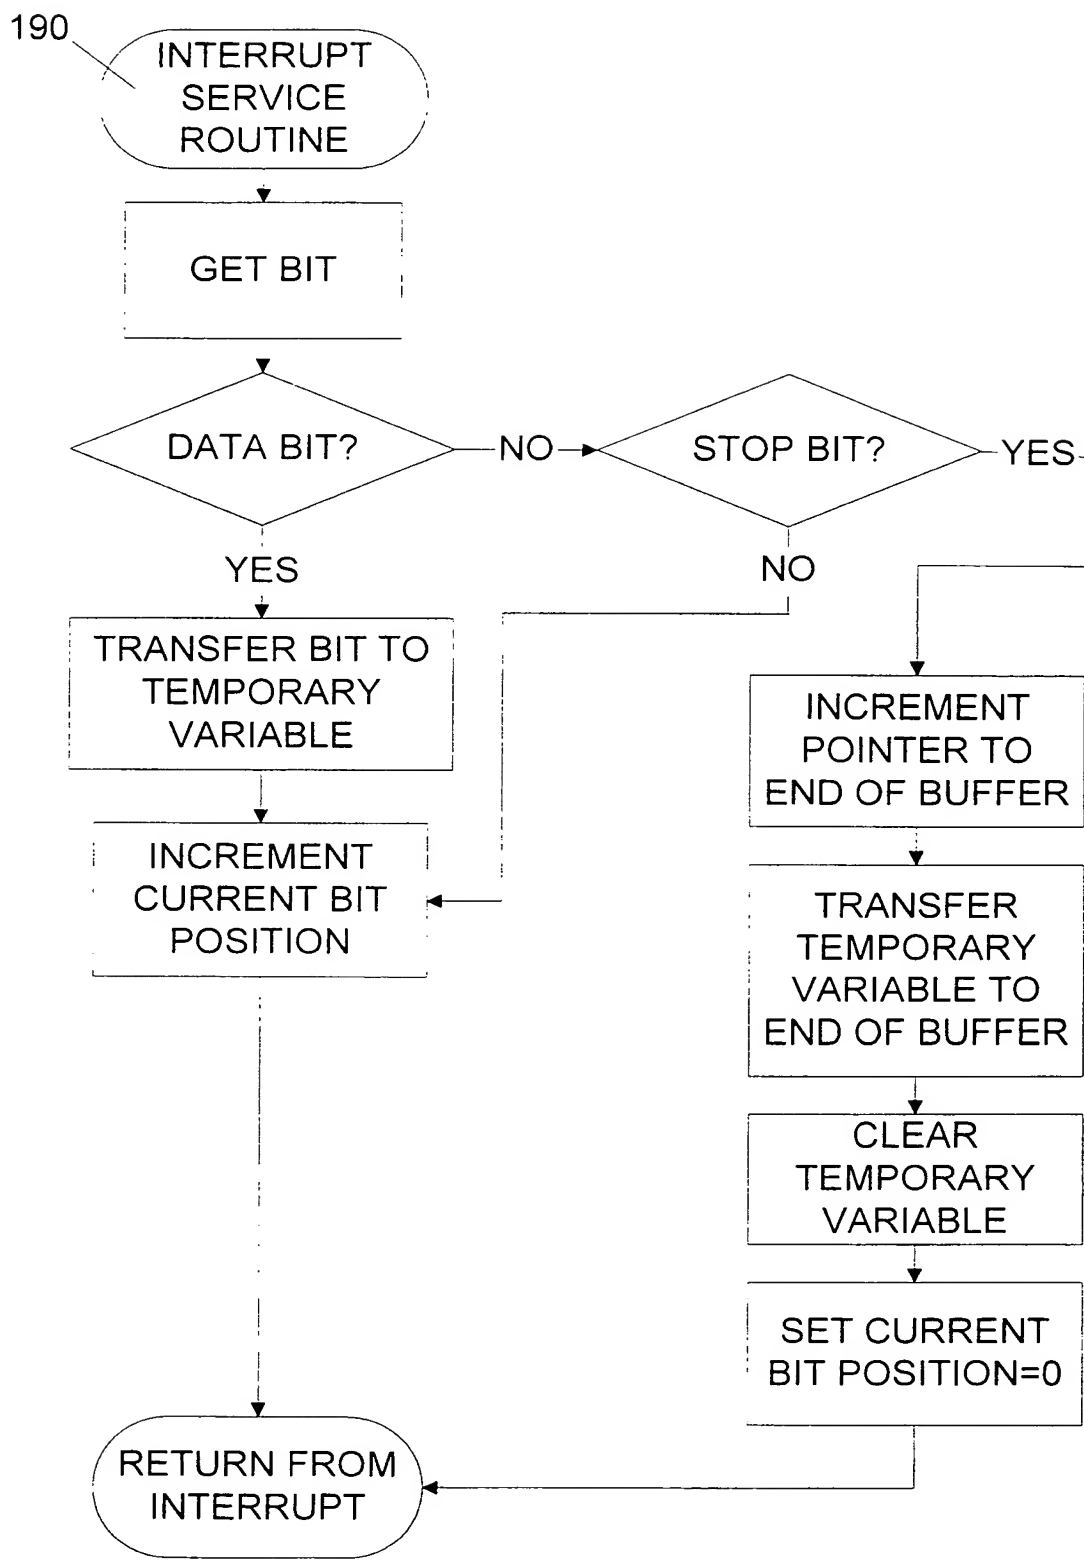 190
INTERRUPT
SERVICE
ROUTINE
GET BIT
DATA BIT?
NO
STOP BIT?
YES
YES
NO
TRANSFER BIT TO
TEMPORARY
VARIABLE
INCREMENT
POINTER TO
END OF BUFFER
INCREMENT
CURRENT BIT
POSITION
TRANSFER
TEMPORARY
VARIABLE TO
END OF BUFFER
CLEAR
TEMPORARY
VARIABLE
SET CURRENT
BIT POSITION=0
RETURN FROM
INTERRUPT